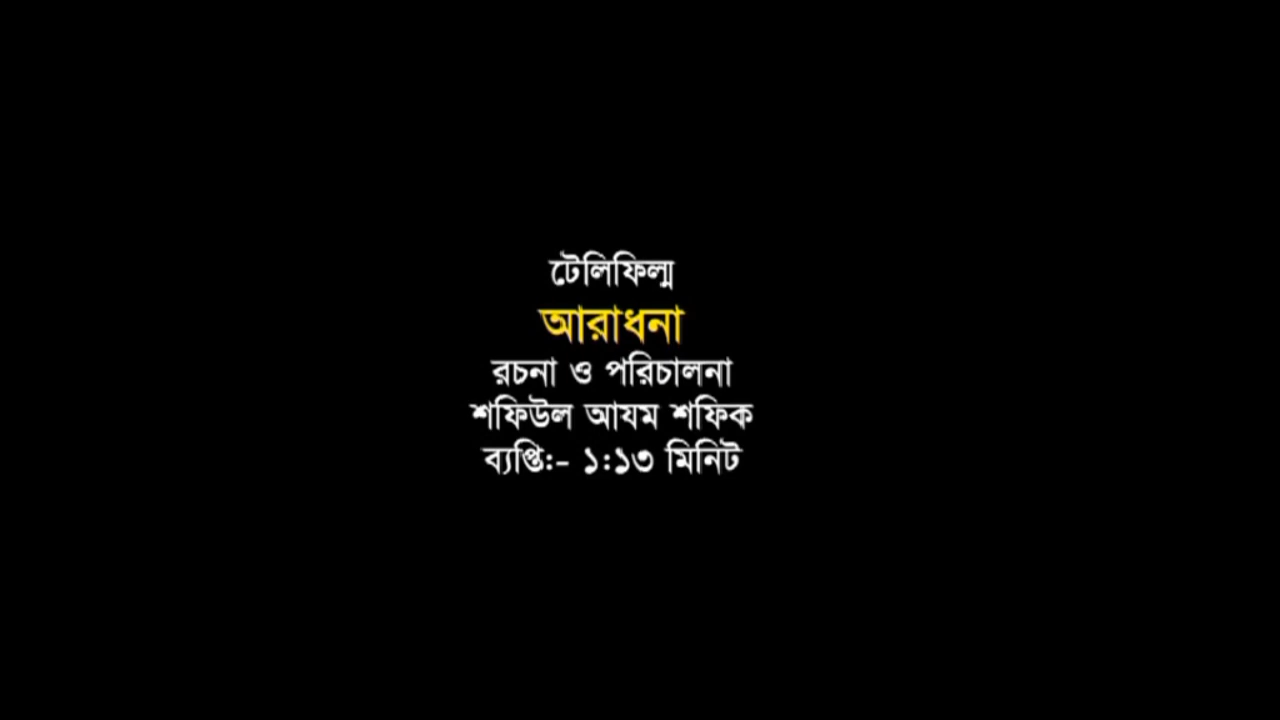 টেলিফিল্ম
আরাধনা
রচনা ও পরিচালনা
শফিউল আযম শফিক
ব্যপ্তি:- ১:১৩ মিনিট